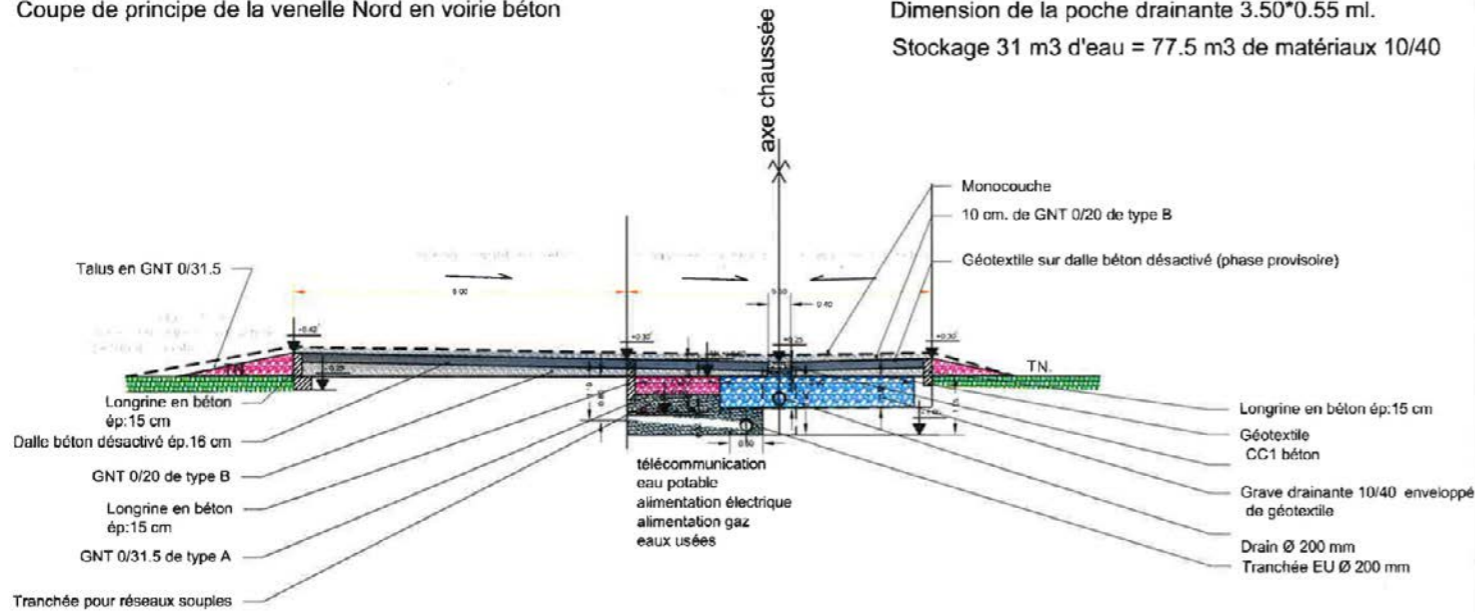 Coupe de principe de la venelle Nord en voirie béton
Dimension de la poche drainante 3.50*0.55 ml.
Stockage 31 m3 d'eau = 77.5 m3 de matériaux 10/40
axe chaussée
Monocouche
10 cm. de GNT 0/20 de type B
Géotextile sur dalle béton désactivé (phase provisoire)
Talus en GNT 0/31.5
0.40
TN.
TN.
Longrine en béton
ép:15 cm
Dalle béton désactivé ép.16 cm
GNT 0/20 de type B
Longrine en béton
ép:15 cm
GNT 0/31.5 de type A
Tranchée pour réseaux souples
télécommunication
eau potable
alimentation électrique
alimentation gaz
eaux usées
Longrine en béton ép:15 cm
Géotextile
CC1 béton
Grave drainante 10/40 enveloppé
de géotextile
Drain Ø 200 mm
Tranchée EU Ø 200 mm